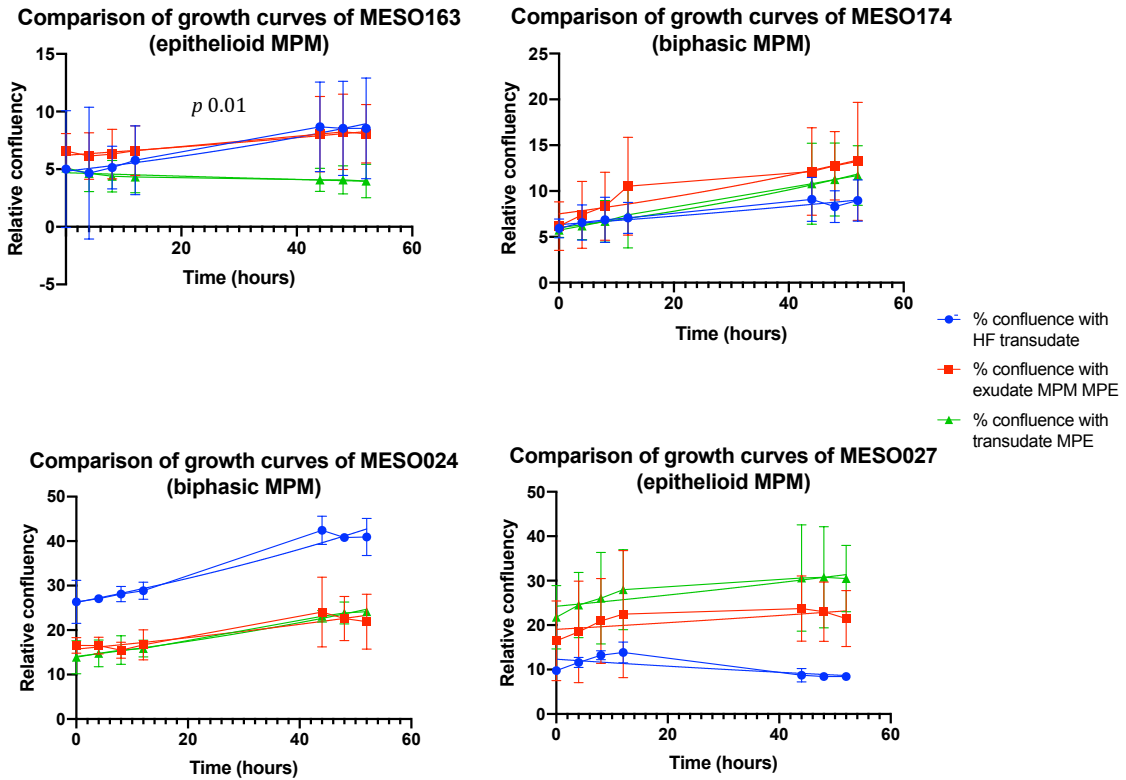 Comparison of growth curves of MESO163
(epithelioid MPM)
15
10
5
0
-5
Relative confluency
p 0.01
20
40
60
Time (hours)
Comparison of growth curves of MESO174
(biphasic MPM)
25
20
15
10
5
0
Relative confluency
0
20
40
60
Time (hours)
% confluence with
HF transudate
% confluence with
exudate MPM MPE
% confluence with
transudate MPE
Comparison of growth curves of MESO024
(biphasic MPM)
50
40
30
20
10
0
Relative confluency
0
20
40
60
Time (hours)
Comparison of growth curves of MESO027
(epithelioid MPM)
50
40
30
20
10
0
Relative confluency
0
20
40
60
Time (hours)